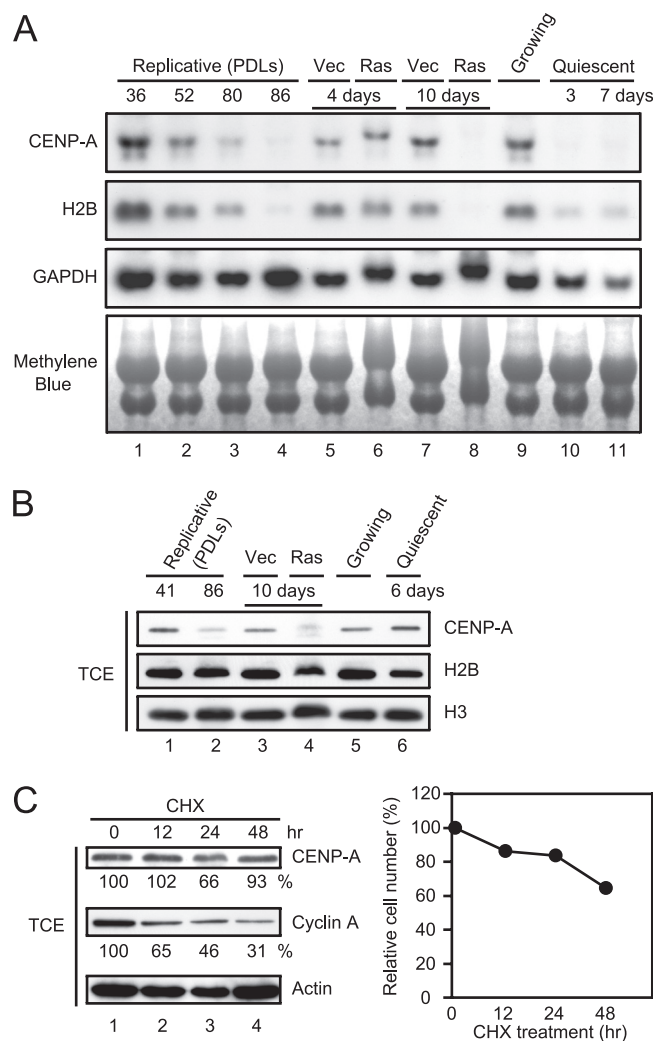 A
Replicative (PDLs)
Vec Ras Vec Ras
Growing
Quiescent
36 52 80 86 4 days 10 days 3 7 days
CENP-A
H2B
GAPDH
Methylene
Blue
1 2 3 4 5 6 7 8 9 10 11
B
Replicative
(PDLs)
Vec Ras
Growing
Quiescent
41 86 10 days 6 days
CENP-A
TCE
H2B
H3
1 2 3 4 5 6
C
CHX
0 12 24 48 hr
CENP-A
100 102 66 93 %
TCE
Cyclin A
100 65 46 31 %
Actin
1 2 3 4
Relative cell number (%)
120
100
80
60
40
20
0
0 12 24 48
CHX treatment (hr)